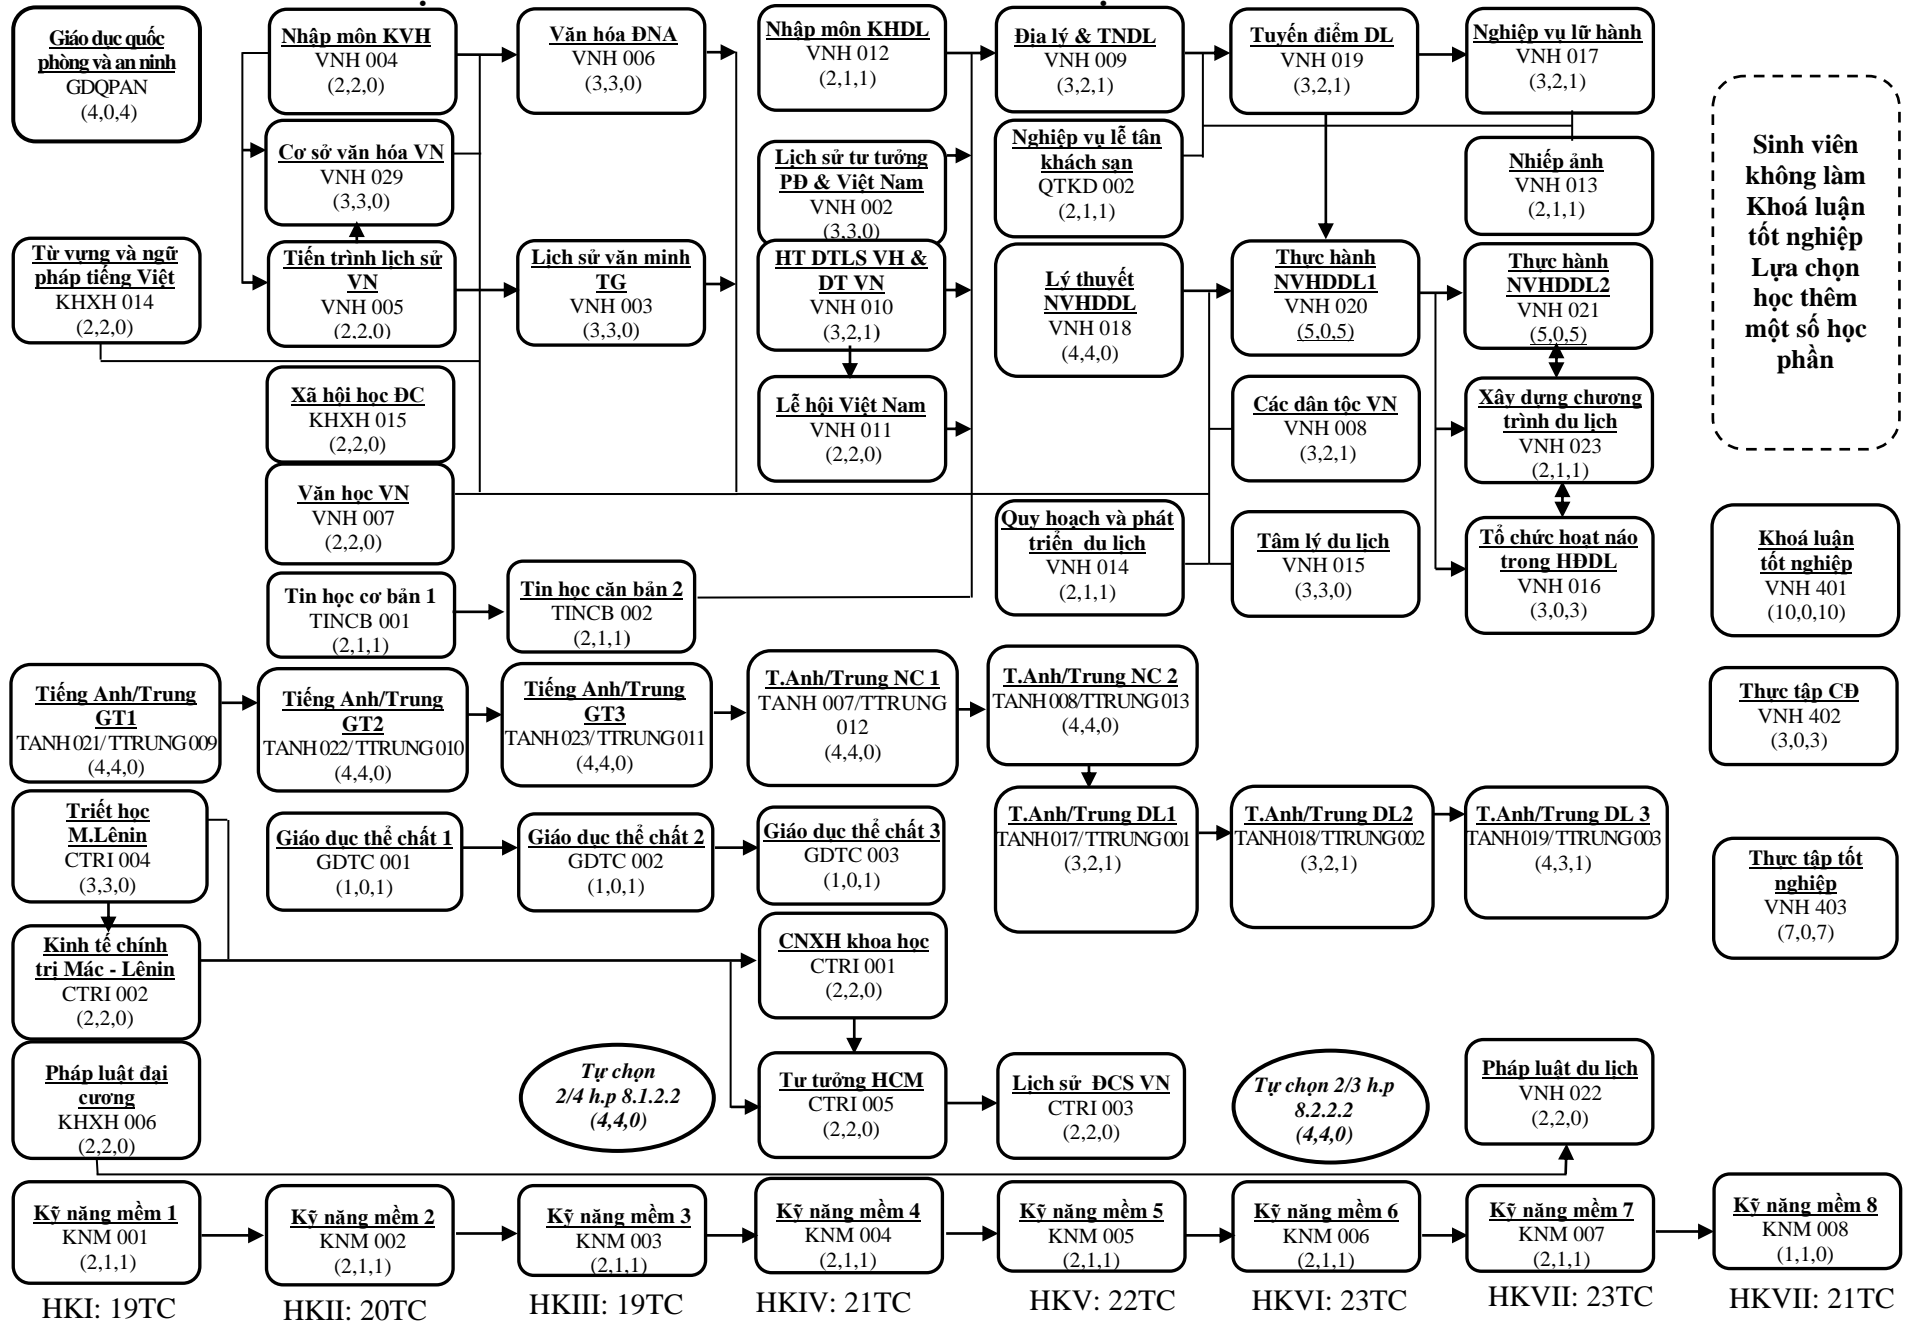 Giáo dục quốc
phòng và an ninh
GDQPAN
(4,0,4)
Từ vựng và ngữ
pháp tiếng Việt
KHXH 014
(2,2,0)
Tiếng Anh/Trung
GT1
TANH 021/ TTRUNG 009
(4,4,0)
Triết học
M.Lênin
CTRI 004
(3,3,0)
Kinh tế chính
trị Mác - Lênin
CTRI 002
(2,2,0)
Pháp luật đại
cương
KHXH 006
(2,2,0)
Kỹ năng mềm 1
KNM 001
(2,1,1)
HKI: 19TC
Nhập môn KVH
VNH 004
(2,2,0)
Cơ sở văn hóa VN
VNH 029
(3,3,0)
Tiến trình lịch sử
VN
VNH 005
(2,2,0)
Xã hội học ĐC
KHXH 015
(2,2,0)
Văn học VN
VNH 007
(2,2,0)
Tin học cơ bản 1
TINCB 001
(2,1,1)
Tiếng Anh/Trung
GT2
TANH 022/ TTRUNG 010
(4,4,0)
Giáo dục thể chất 1
GDTC 001
(1,0,1)
Kỹ năng mềm 2
KNM 002
(2,1,1)
HKII: 20TC
Văn hóa ĐNA
VNH 006
(3,3,0)
Lịch sử văn minh
TG
VNH 003
(3,3,0)
Tin học căn bản 2
TINCB 002
(2,1,1)
Tiếng Anh/Trung
GT3
TANH 023/ TTRUNG 011
(4,4,0)
Giáo dục thể chất 2
GDTC 002
(1,0,1)
Tự chọn
2/4 h.p 8.1.2.2
(4,4,0)
Kỹ năng mềm 3
KNM 003
(2,1,1)
HKIII: 19TC
Nhập môn KHDL
VNH 012
(2,1,1)
Lịch sử tư tưởng
PĐ & Việt Nam
VNH 002
(3,3,0)
HT DTLS VH &
DT VN
VNH 010
(3,2,1)
Lễ hội Việt Nam
VNH 011
(2,2,0)
T.Anh/Trung NC 1
TANH 007/TTRUNG
012
(4,4,0)
Giáo dục thể chất 3
GDTC 003
(1,0,1)
CNXH khoa học
CTRI 001
(2,2,0)
Tư tưởng HCM
CTRI 005
(2,2,0)
Kỹ năng mềm 4
KNM 004
(2,1,1)
HKIV: 21TC
Địa lý & TNDL
VNH 009
(3,2,1)
Nghiệp vụ lễ tân
khách sạn
QTKD 002
(2,1,1)
Lý thuyết
NVHDDL
VNH 018
(4,4,0)
Quy hoạch và phát
triển du lịch
VNH 014
(2,1,1)
T.Anh/Trung NC 2
TANH 008/TTRUNG 013
(4,4,0)
T.Anh/Trung DL1
TANH 017/ TTRUNG 001
(3,2,1)
Lịch sử ĐCS VN
CTRI 003
(2,2,0)
Kỹ năng mềm 5
KNM 005
(2,1,1)
HKV: 22TC
Tuyến điểm DL
VNH 019
(3,2,1)
Thực hành
NVHDDL1
VNH 020
(5,0,5)
Các dân tộc VN
VNH 008
(3,2,1)
Tâm lý du lịch
VNH 015
(3,3,0)
T.Anh/Trung DL2
TANH 018/ TTRUNG 002
(3,2,1)
Tự chọn 2/3 h.p
8.2.2.2
(4,4,0)
Kỹ năng mềm 6
KNM 006
(2,1,1)
HKVI: 23TC
Nghiệp vụ lữ hành
VNH 017
(3,2,1)
Nhiếp ảnh
VNH 013
(2,1,1)
Thực hành
NVHDDL2
VNH 021
(5,0,5)
Xây dựng chương
trình du lịch
VNH 023
(2,1,1)
Tổ chức hoạt náo
trong HĐDL
VNH 016
(3,0,3)
T.Anh/Trung DL 3
TANH 019/ TTRUNG 003
(4,3,1)
Pháp luật du lịch
VNH 022
(2,2,0)
Kỹ năng mềm 7
KNM 007
(2,1,1)
HKVII: 23TC
Sinh viên
không làm
Khoá luận
tốt nghiệp
Lựa chọn
học thêm
một số học
phần
Khoá luận
tốt nghiệp
VNH 401
(10,0,10)
Thực tập CĐ
VNH 402
(3,0,3)
Thực tập tốt
nghiệp
VNH 403
(7,0,7)
Kỹ năng mềm 8
KNM 008
(1,1,0)
HKVII: 21TC